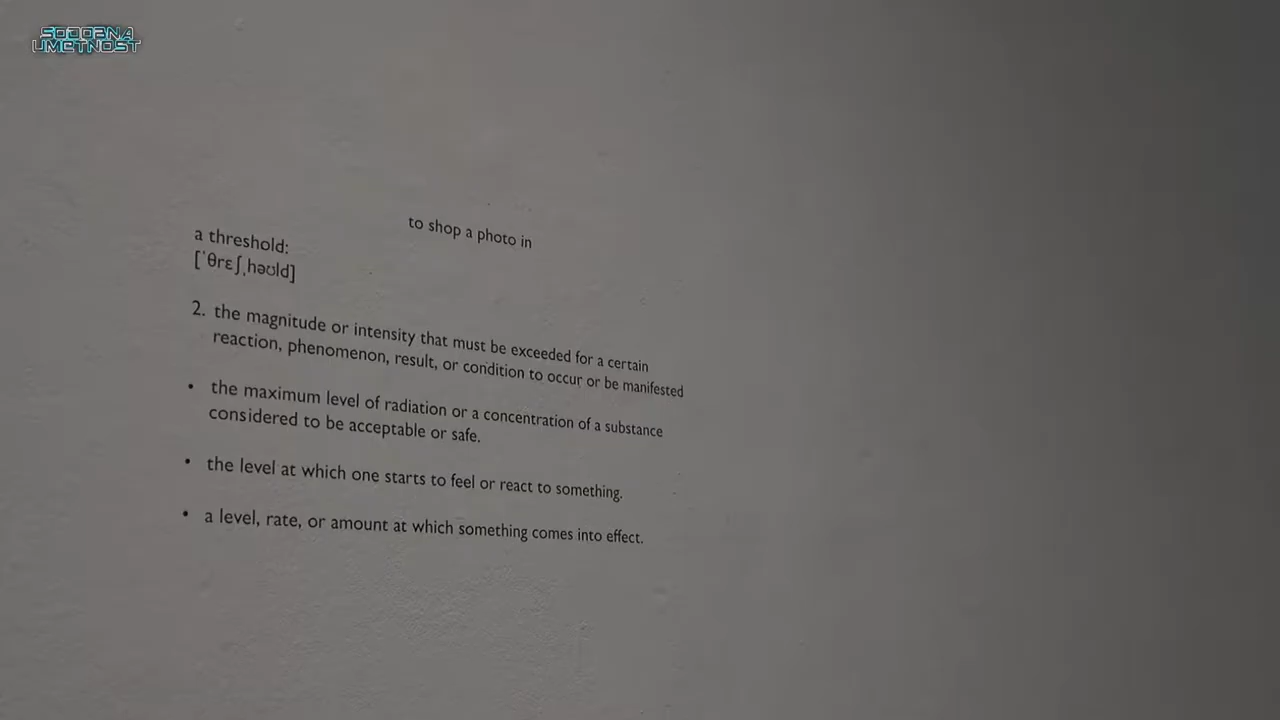 SODOBNA
UMETNOST
to shop a photo in
a threshold:
[ˈθrɛʃˌhəʊld]
2. the magnitude or intensity that must be exceeded for a certain
reaction, phenomenon, result, or condition to occur or be manifested
• the maximum level of radiation or a concentration of a substance
considered to be acceptable or safe.
• the level at which one starts to feel or react to something.
• a level, rate, or amount at which something comes into effect.